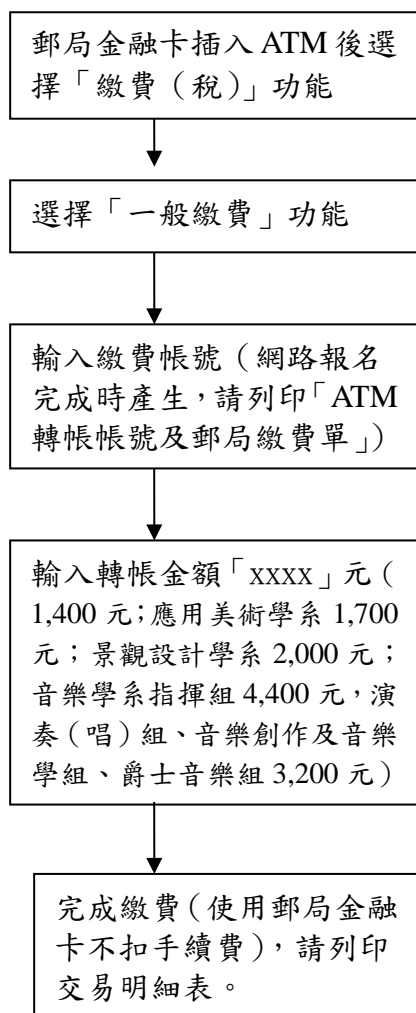 郵局金融卡插入 ATM 後選
擇「繳費（稅）」功能
選擇「一般繳費」功能
輸入繳費帳號（網路報名
完成時產生，請列印「ATM
轉帳帳號及郵局繳費單」）
輸入轉帳金額「xxxx」元（
1,400 元；應用美術學系 1,700
元；景觀設計學系 2,000 元；
音樂學系指揮組 4,400 元，演
奏（唱）組、音樂創作及音樂
學組、爵士音樂組 3,200 元）
完成繳費（使用郵局金融
卡不扣手續費），請列印
交易明細表。